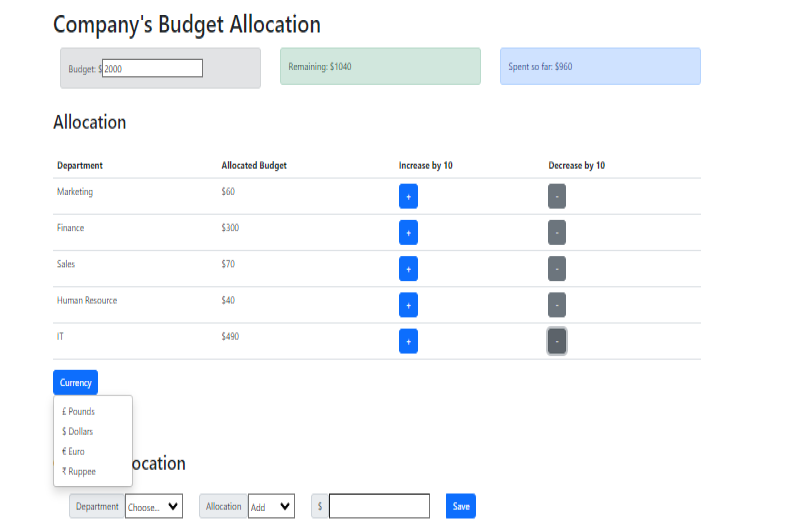 Company's Budget Allocation
Budget: $ 2000 Remaining: $1040 Spent so far: $960
Allocation
Department Allocated Budget Increase by 10 Decrease by 10
Marketing $60 + -
Finance $300 + -
Sales $70 + -
Human Resource $40 + -
IT $490 + -
Currency
£ Pounds
$ Dollars
€ Euro
₹ Ruppee
ocation
Department Choose... Allocation Add $ Save